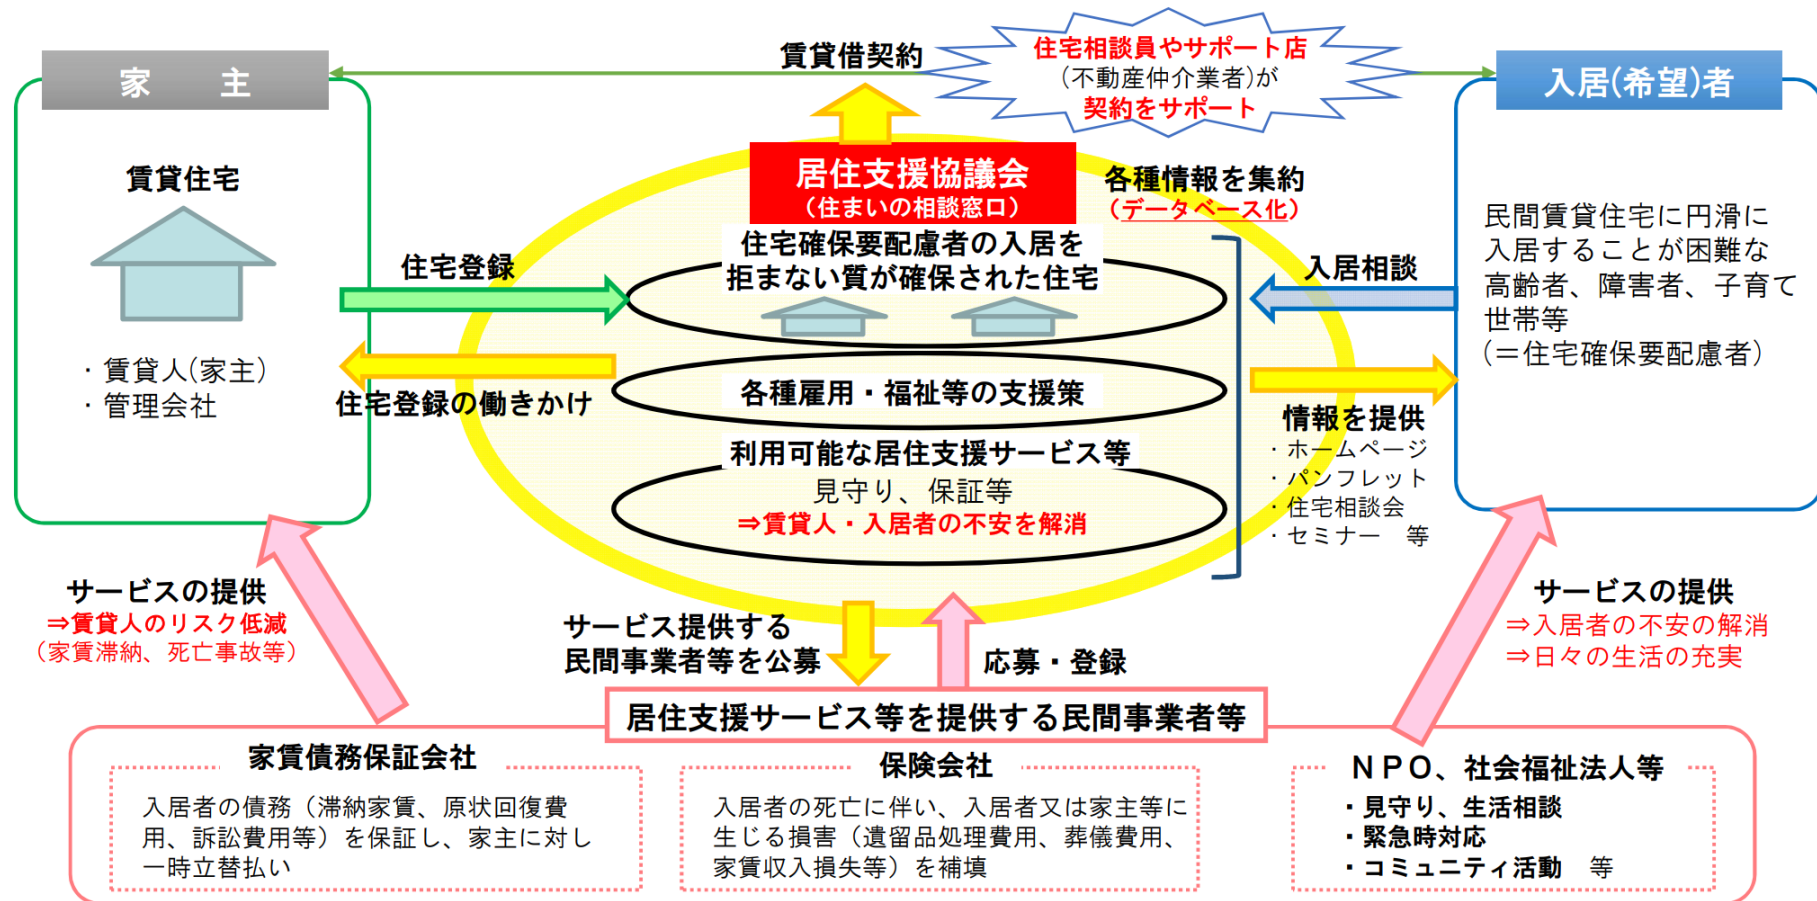 賃貸借契約
住宅相談員やサポート店
(不動産仲介業者)が
契約をサポート
家　主
賃貸住宅
・賃貸人(家主)
・管理会社
入居(希望)者
民間賃貸住宅に円滑に
入居することが困難な
高齢者、障害者、子育て
世帯等
(＝住宅確保要配慮者)
居住支援協議会
（住まいの相談窓口）
各種情報を集約
（データベース化）
住宅確保要配慮者の入居を
拒まない質が確保された住宅
住宅登録
住宅登録の働きかけ
入居相談
各種雇用・福祉等の支援策
情報を提供
・ホームページ
・パンフレット
・住宅相談会
・セミナー　等
利用可能な居住支援サービス等
見守り、保証等
⇒賃貸人・入居者の不安を解消
サービスの提供
⇒賃貸人のリスク低減
（家賃滞納、死亡事故等）
サービス提供する
民間事業者等を公募
応募・登録
サービスの提供
⇒入居者の不安の解消
⇒日々の生活の充実
居住支援サービス等を提供する民間事業者等
家賃債務保証会社
入居者の債務（滞納家賃、原状回復費
用、訴訟費用等）を保証し、家主に対し
一時立替払い
保険会社
入居者の死亡に伴い、入居者又は家主等に
生じる損害（遺留品処理費用、葬儀費用、
家賃収入損失等）を補填
ＮＰＯ、社会福祉法人等
・見守り、生活相談
・緊急時対応
・コミュニティ活動　等